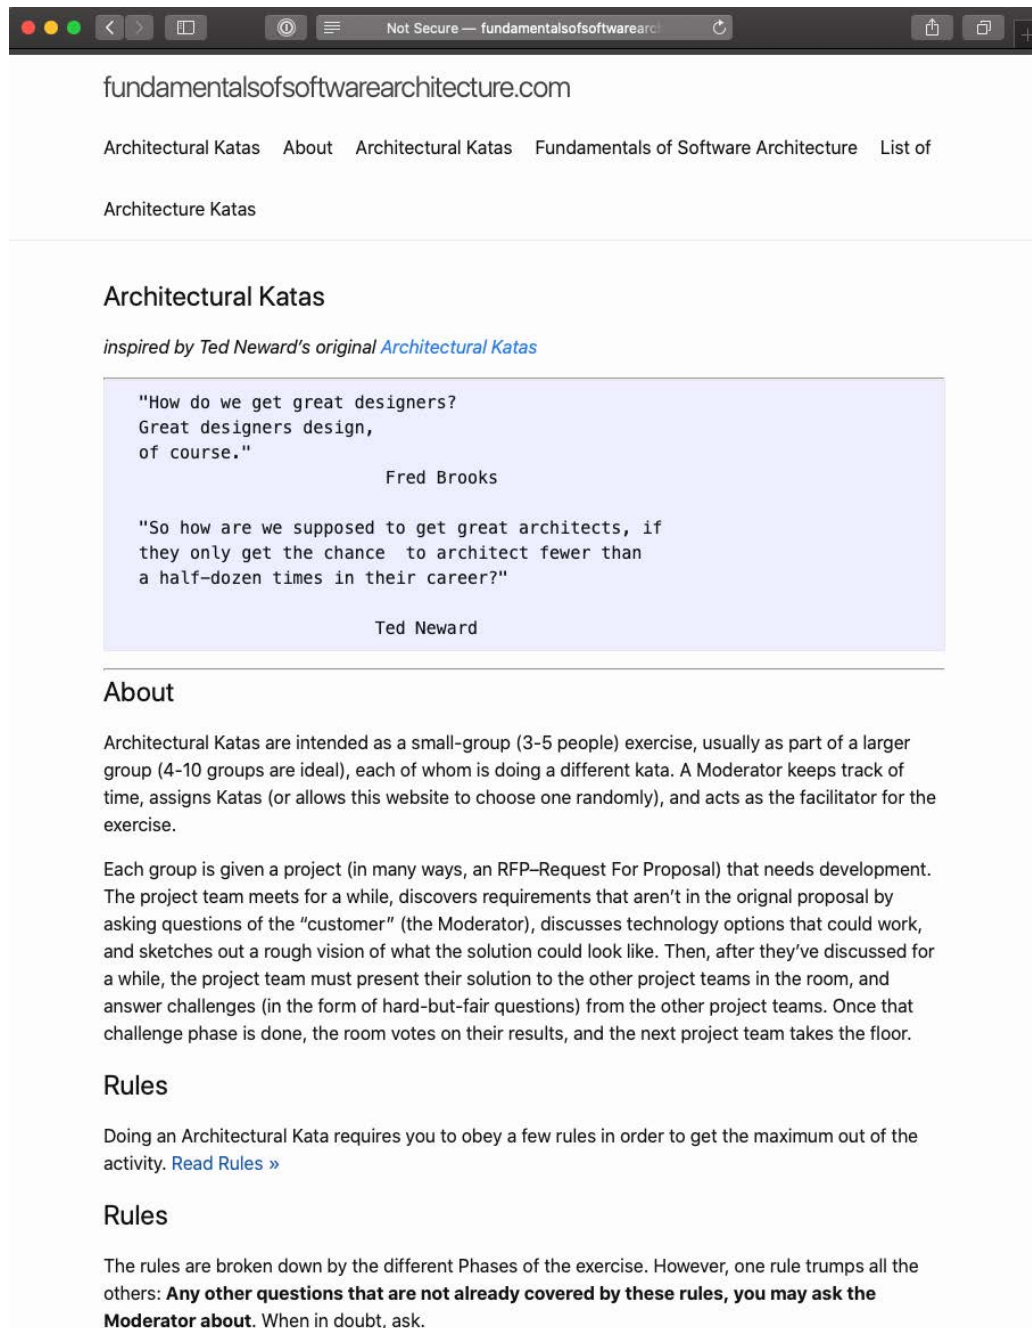 Not Secure — fundamentalsofsoftwarearc
fundamentalsofsoftwarearchitecture.com
Architectural Katas About Architectural Katas Fundamentals of Software Architecture List of
Architecture Katas
Architectural Katas
inspired by Ted Neward's original Architectural Katas
"How do we get great designers?
Great designers design,
of course."
Fred Brooks
"So how are we supposed to get great architects, if
they only get the chance  to architect fewer than
a half-dozen times in their career?"
Ted Neward
About
Architectural Katas are intended as a small-group (3-5 people) exercise, usually as part of a larger
group (4-10 groups are ideal), each of whom is doing a different kata. A Moderator keeps track of
time, assigns Katas (or allows this website to choose one randomly), and acts as the facilitator for the
exercise.
Each group is given a project (in many ways, an RFP–Request For Proposal) that needs development.
The project team meets for a while, discovers requirements that aren't in the orignal proposal by
asking questions of the “customer” (the Moderator), discusses technology options that could work,
and sketches out a rough vision of what the solution could look like. Then, after they've discussed for
a while, the project team must present their solution to the other project teams in the room, and
answer challenges (in the form of hard-but-fair questions) from the other project teams. Once that
challenge phase is done, the room votes on their results, and the next project team takes the floor.
Rules
Doing an Architectural Kata requires you to obey a few rules in order to get the maximum out of the
activity. Read Rules »
Rules
The rules are broken down by the different Phases of the exercise. However, one rule trumps all the
others: Any other questions that are not already covered by these rules, you may ask the
Moderator about. When in doubt, ask.